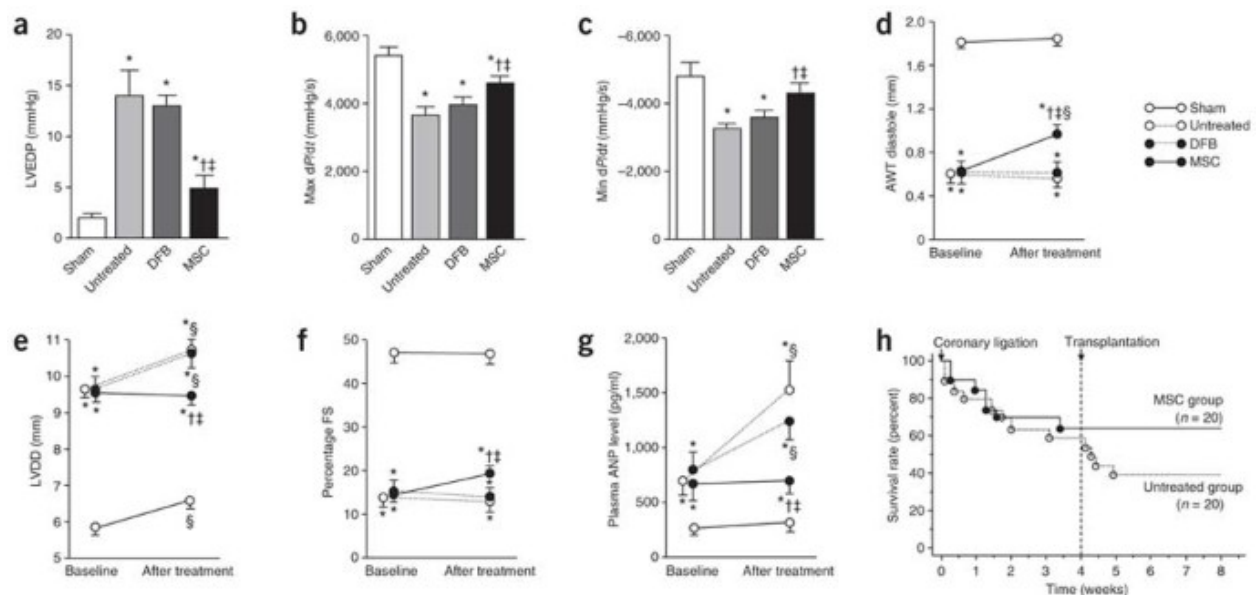 a
LVEDP (mmHg)
20
15
10
5
0
*
*
*†‡
Sham
Untreated
DFB
MSC
b
Max dP/dt (mmHg/s)
6,000
4,000
2,000
0
*
*
*†‡
Sham
Untreated
DFB
MSC
c
Min dP/dt (mmHg/s)
–6,000
–4,000
–2,000
0
*
*
†‡
Sham
Untreated
DFB
MSC
d
AWT diastole (mm)
2.0
1.6
1.2
0.8
0.4
0
*
* *
*†‡§
*
*
Baseline
After treatment
Sham
Untreated
DFB
MSC
e
LVDD (mm)
11
10
9
8
7
6
5
*
* *
*§
*§
*†‡
§
Baseline
After treatment
f
Percentage FS
50
40
30
20
10
0
*
* *
*†‡
*
*
Baseline
After treatment
g
Plasma ANP level (pg/ml)
2,000
1,500
1,000
500
0
*
* *
*§
*§
*†‡
Baseline
After treatment
h
Coronary ligation
Transplantation
Survival rate (percent)
100
80
60
40
20
0
MSC group
(n = 20)
Untreated group
(n = 20)
0 1 2 3 4 5 6 7 8
Time (weeks)